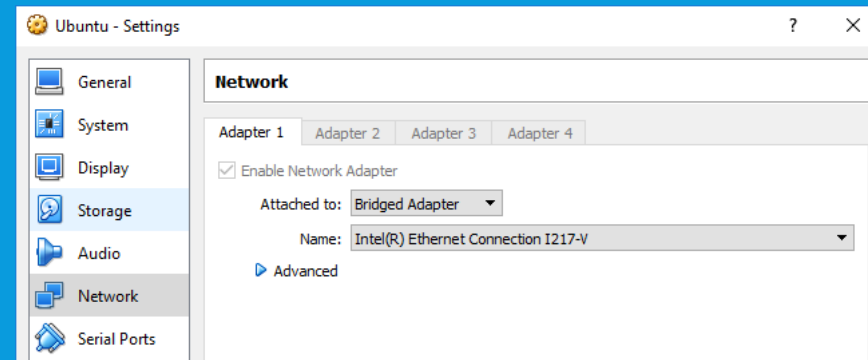 Ubuntu - Settings
?
General
System
Display
Storage
Audio
Network
Serial Ports
Network
Adapter 1
Adapter 2
Adapter 3
Adapter 4
Enable Network Adapter
Attached to: Bridged Adapter
Name: Intel(R) Ethernet Connection I217-V
Advanced